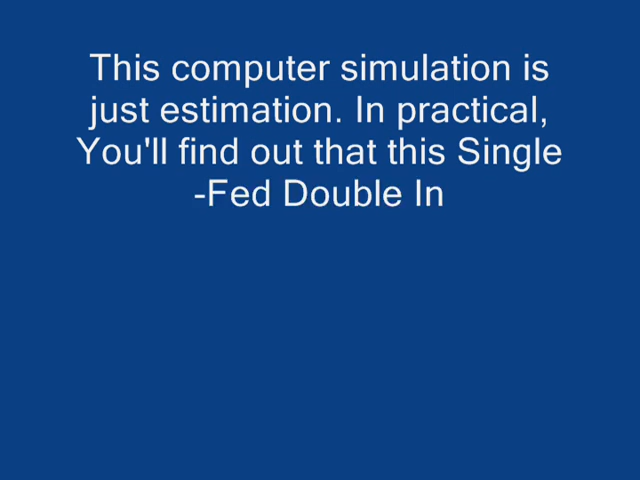 This computer simulation is
just estimation. In practical,
You'll find out that this Single
-Fed Double In